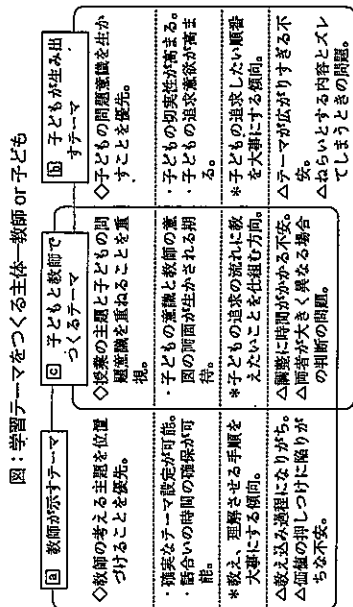 図：学習テーマをつくる主体―教師 or 子ども
a 教師が示すテーマ
◇教師の考える主題を位置
づけることを優先。
・確実なテーマ設定が可能。
・話合いの時間の確保が可
能。
＊教え、理解させる手順を
大事にする傾向。
△教え込み過程になりがち。
△価値の押しつけに陥りが
ちな不安。
c 子どもと教師で
つくるテーマ
◇授業の主題と子どもの問
題意識を重ねることを重
視。
・子どもの意識と教師の意
図の両面が生かされる期
待。
＊子どもの追求の流れに教
えたいことを仕組む方向。
△調整に時間がかかる不安。
△両者が大きく異なる場合
の判断の問題。
b 子どもが生み出
すテーマ
◇子どもの問題意識を生か
すことを優先。
・子どもの切実性が高まる。
・子どもの追求意欲が高ま
る。
＊子どもの追求したい順番
を大事にする傾向。
△テーマが広がりすぎる不
安。
△ねらいとする内容とズレ
てしまうときの問題。